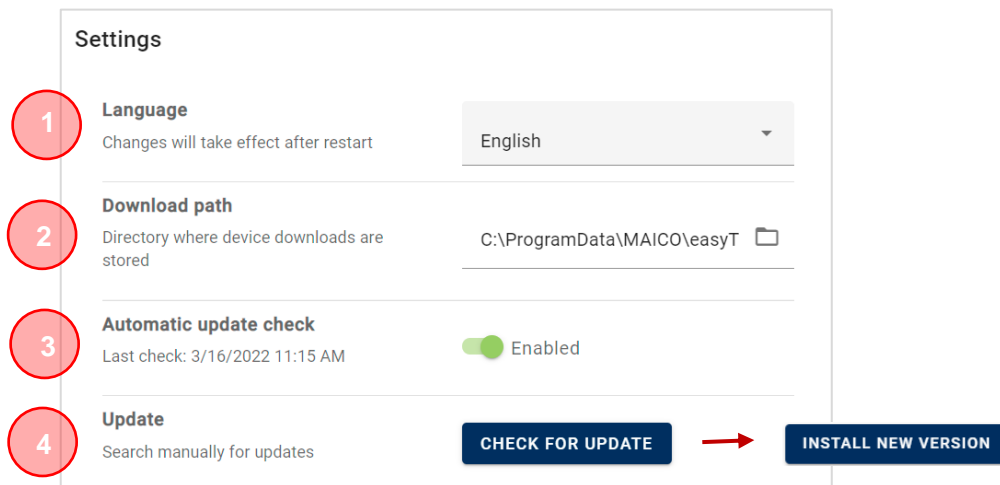 Settings
1
Language
Changes will take effect after restart
English
2
Download path
Directory where device downloads are
stored
C:\ProgramData\MAICO\easyT
3
Automatic update check
Last check: 3/16/2022 11:15 AM
Enabled
4
Update
Search manually for updates
CHECK FOR UPDATE
INSTALL NEW VERSION